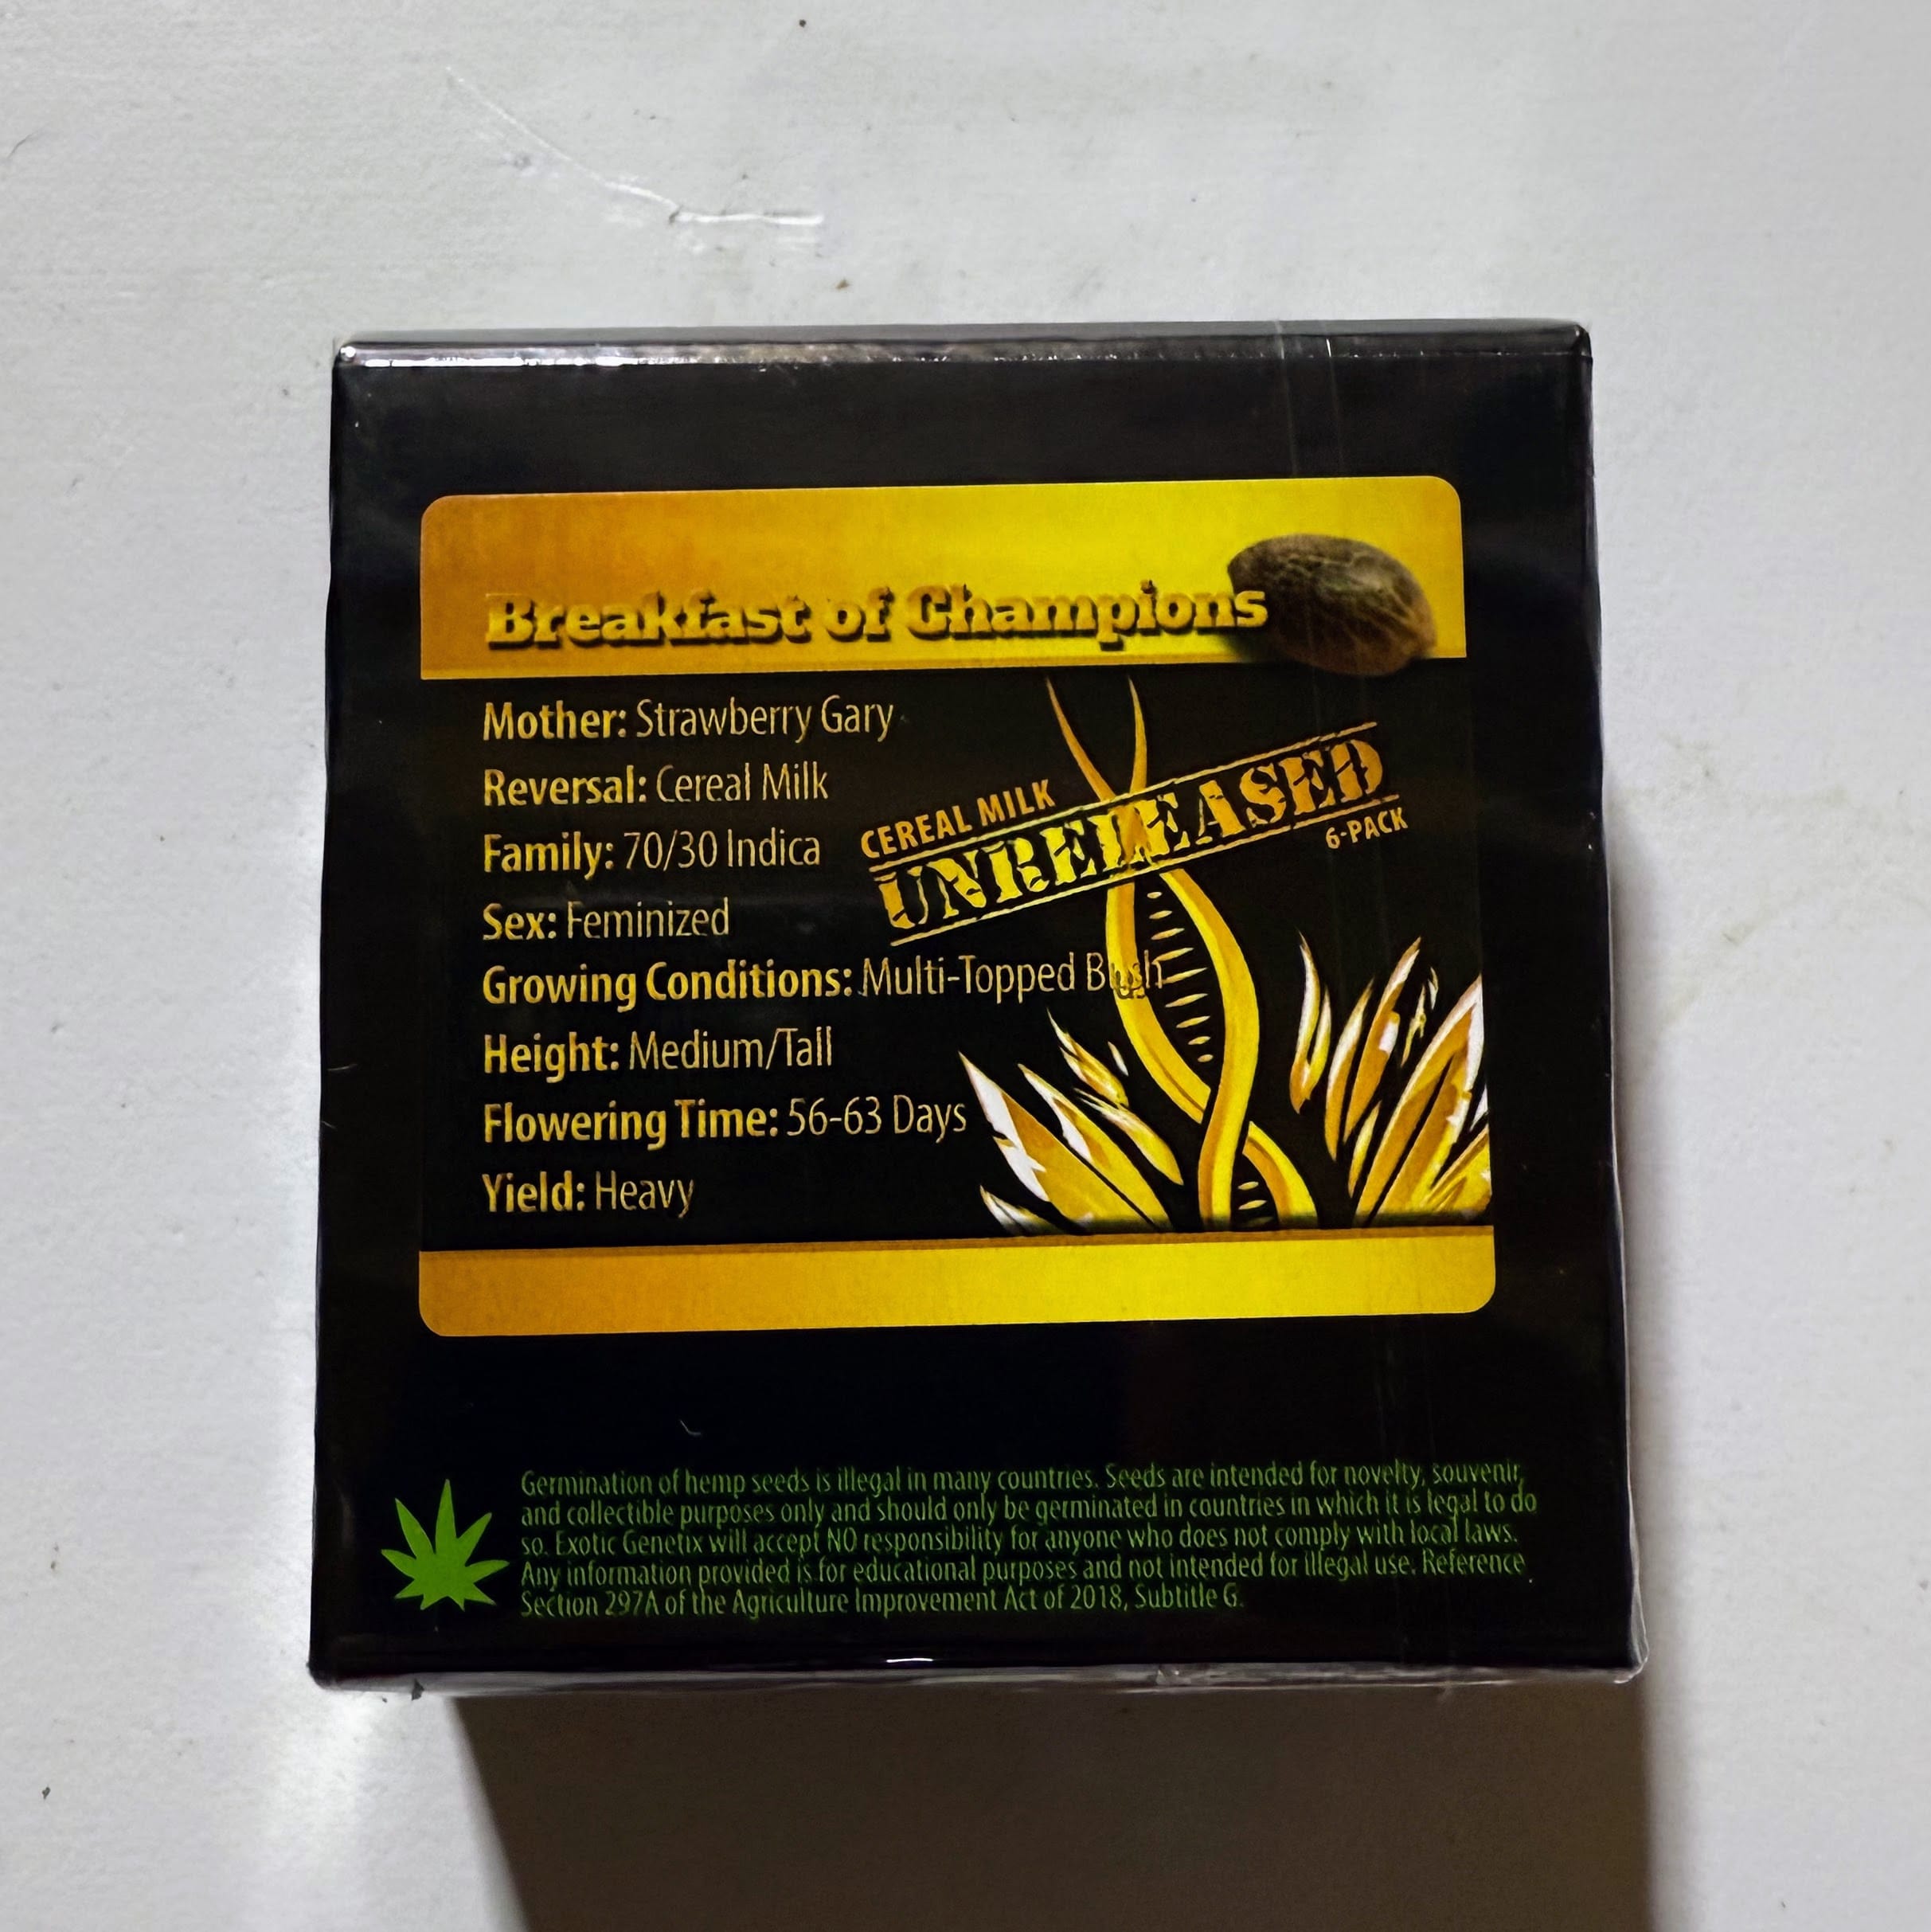 Breakfast of Champions
Mother: Strawberry Gary
Reversal: Cereal Milk
Family: 70/30 Indica
Sex: Feminized
Growing Conditions: Multi-Topped Bush
Height: Medium/Tall
Flowering Time: 56-63 Days
Yield: Heavy
CEREAL MILK
UNRELEASED
6-PACK
Germination of hemp seeds is illegal in many countries. Seeds are intended for novelty, souvenir,
and collectible purposes only and should only be germinated in countries in which it is legal to do
so. Exotic Genetix will accept NO responsibility for anyone who does not comply with local laws.
Any information provided is for educational purposes and not intended for illegal use. Reference
Section 297A of the Agriculture Improvement Act of 2018, Subtitle G.